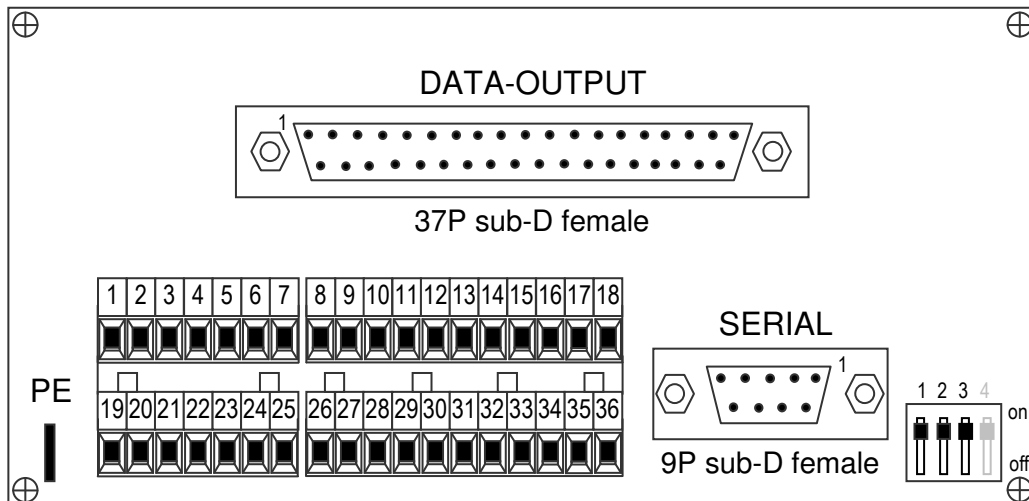 DATA-OUTPUT
1
37P sub-D female
1 2 3 4 5 6 7 8 9 10 11 12 13 14 15 16 17 18
SERIAL
1
PE
19 20 21 22 23 24 25 26 27 28 29 30 31 32 33 34 35 36
1 2 3 4
on
off
9P sub-D female